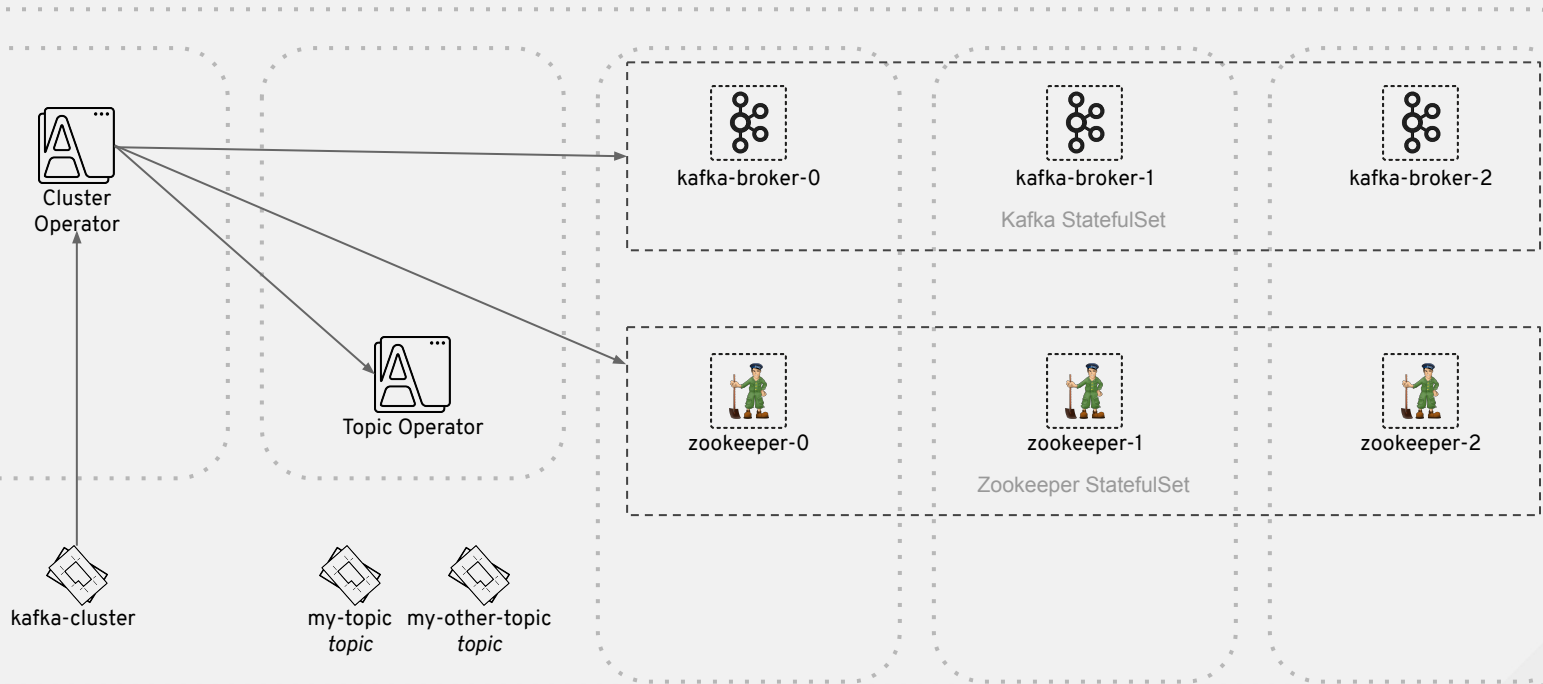 Cluster
Operator
kafka-broker-0
kafka-broker-1
kafka-broker-2
Kafka StatefulSet
Topic Operator
zookeeper-0
zookeeper-1
zookeeper-2
Zookeeper StatefulSet
kafka-cluster
my-topic
topic
my-other-topic
topic